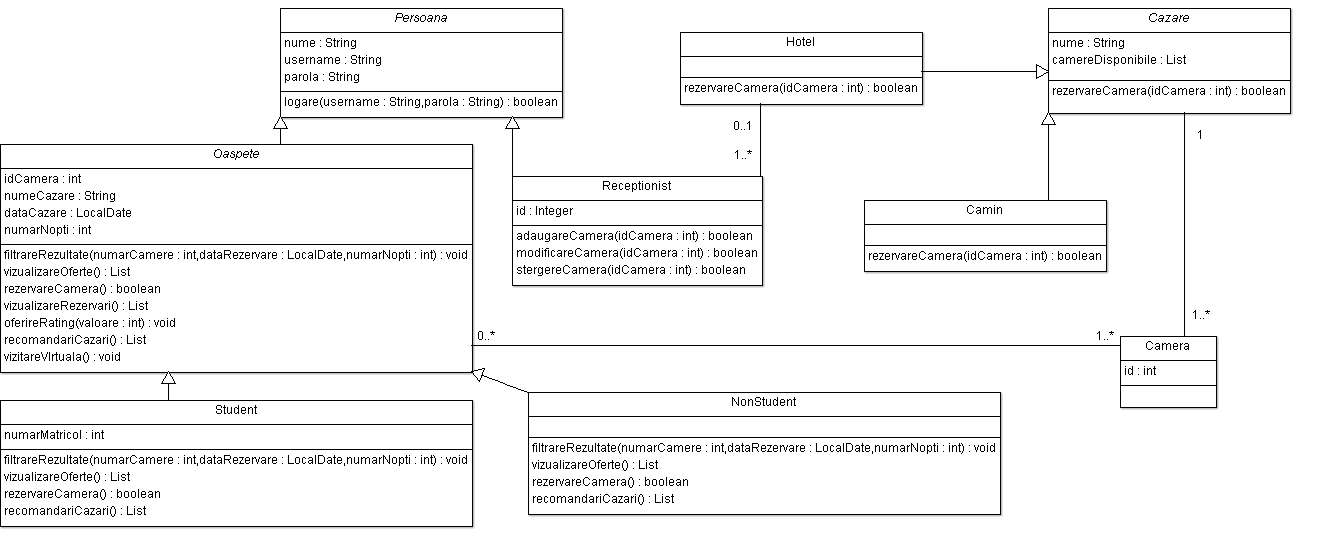 Persoana
nume : String
username : String
parola : String
logare(username : String,parola : String) : boolean
Hotel
rezervareCamera(idCamera : int) : boolean
Cazare
nume : String
camereDisponibile : List
rezervareCamera(idCamera : int) : boolean
0..1
1..*
1
Oaspete
idCamera : int
numeCazare : String
dataCazare : LocalDate
numarNopti : int
filtrareRezultate(numarCamere : int,dataRezervare : LocalDate,numarNopti : int) : void
vizualizareOferte() : List
rezervareCamera() : boolean
vizualizareRezervari() : List
oferireRating(valoare : int) : void
recomandariCazari() : List
vizitareVIrtuala() : void
Receptionist
id : Integer
adaugareCamera(idCamera : int) : boolean
modificareCamera(idCamera : int) : boolean
stergereCamera(idCamera : int) : boolean
Camin
rezervareCamera(idCamera : int) : boolean
0..*
1..*
1..*
Camera
id : int
Student
numarMatricol : int
filtrareRezultate(numarCamere : int,dataRezervare : LocalDate,numarNopti : int) : void
vizualizareOferte() : List
rezervareCamera() : boolean
recomandariCazari() : List
NonStudent
filtrareRezultate(numarCamere : int,dataRezervare : LocalDate,numarNopti : int) : void
vizualizareOferte() : List
rezervareCamera() : boolean
recomandariCazari() : List